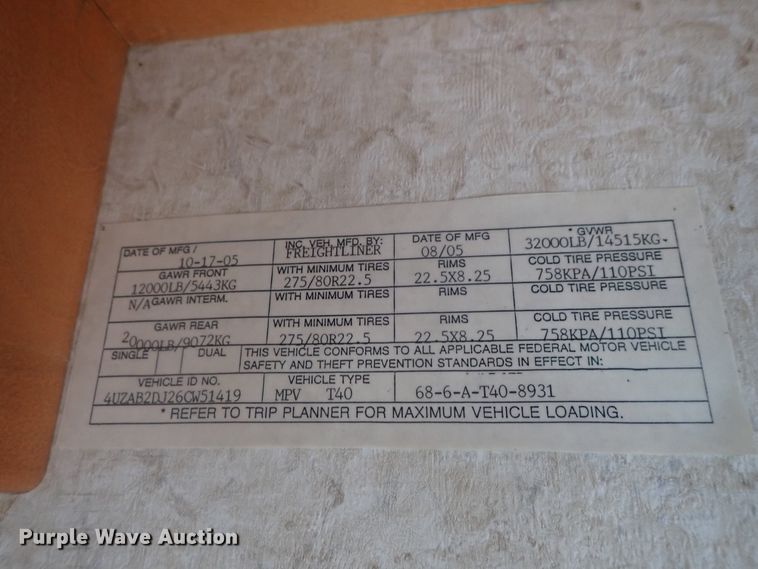 DATE OF MFG / INC. VEH. MFD. BY: DATE OF MFG * GVWR
10-17-05 FREIGHTLINER 08/05 32000LB/14515KG.
GAWR FRONT WITH MINIMUM TIRES RIMS COLD TIRE PRESSURE
12000LB/5443KG 275/80R22.5 22.5X8.25 758KPA/110PSI
N/A GAWR INTERM. WITH MINIMUM TIRES RIMS COLD TIRE PRESSURE
GAWR REAR WITH MINIMUM TIRES RIMS COLD TIRE PRESSURE
20000LB/9072KG 275/80R22.5 22.5X8.25 758KPA/110PSI
SINGLE DUAL THIS VEHICLE CONFORMS TO ALL APPLICABLE FEDERAL MOTOR VEHICLE
SAFETY AND THEFT PREVENTION STANDARDS IN EFFECT IN:
VEHICLE ID NO. VEHICLE TYPE
4UZAB2DJ26CW51419 MPV T40 68-6-A-T40-8931
* REFER TO TRIP PLANNER FOR MAXIMUM VEHICLE LOADING.
Purple Wave Auction